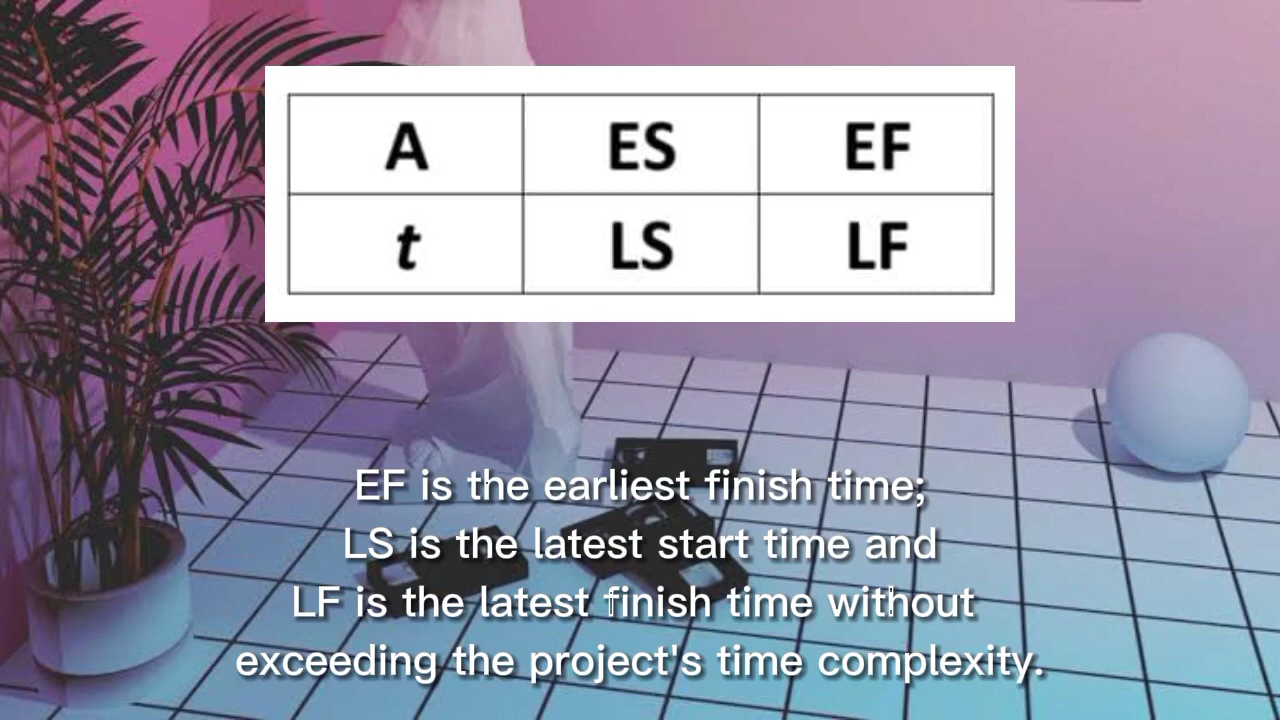 A ES EF
t LS LF
EF is the earliest finish time;
LS is the latest start time and
LF is the latest finish time without
exceeding the project's time complexity.